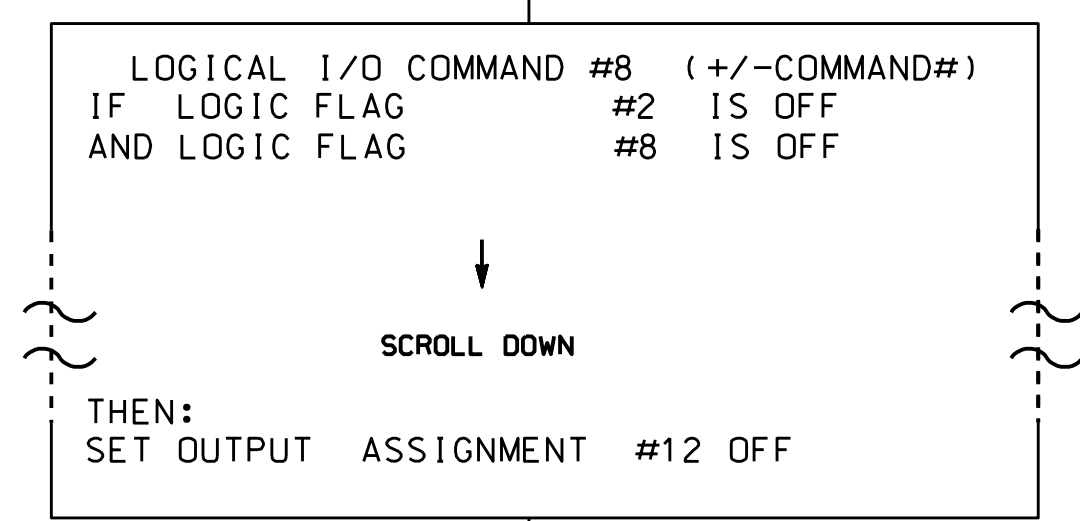 LOGICAL I/O COMMAND #8 (+/-COMMAND#)
IF LOGIC FLAG #2 IS OFF
AND LOGIC FLAG #8 IS OFF
SCROLL DOWN
THEN:
SET OUTPUT ASSIGNMENT #12 OFF